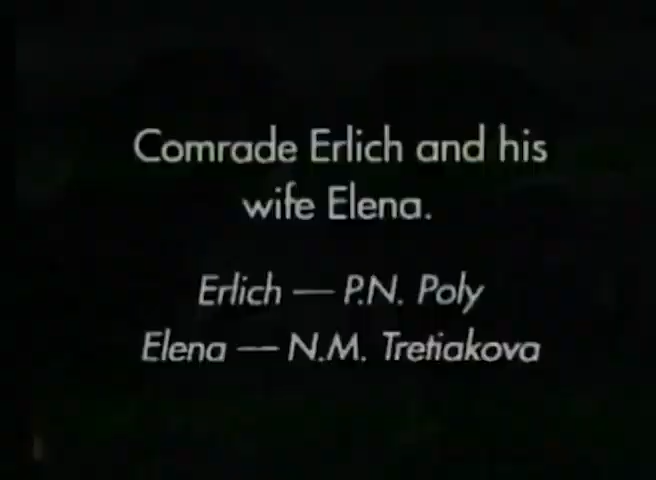 Comrade Erlich and his
wife Elena.
Erlich — P.N. Poly
Elena — N.M. Tretiakova